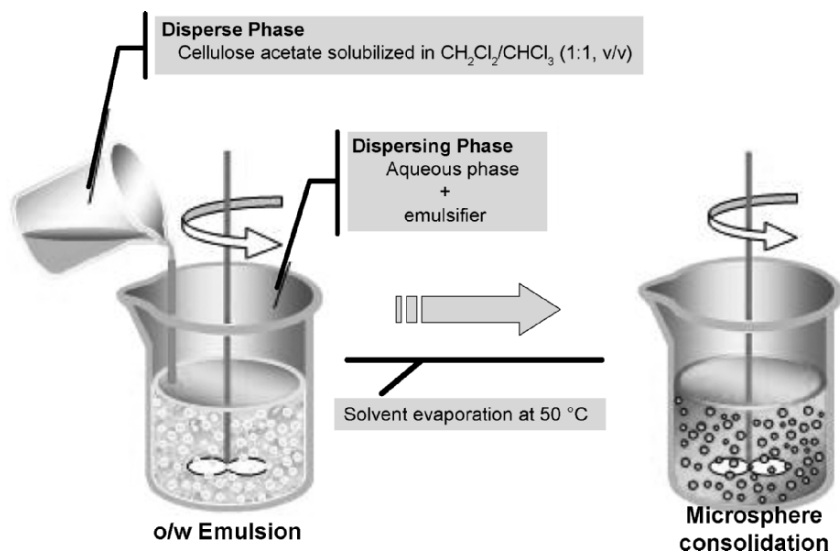 Disperse Phase
Cellulose acetate solubilized in CH₂Cl₂/CHCl₃ (1:1, v/v)
Dispersing Phase
Aqueous phase
+
emulsifier
Solvent evaporation at 50 °C
o/w Emulsion
Microsphere
consolidation